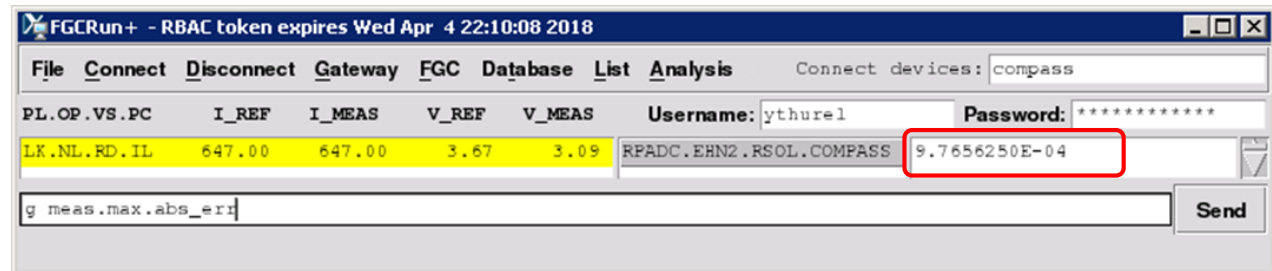 FGCRun+ - RBAC token expires Wed Apr 4 22:10:08 2018
File Connect Disconnect Gateway FGC Database List Analysis Connect devices: compass
PL.OP.VS.PC I_REF I_MEAS V_REF V_MEAS Username: ythurel Password: ************
LK.NL.RD.IL 647.00 647.00 3.67 3.09 RPADC.EHN2.RSOL.COMPASS 9.7656250E-04
g meas.max.abs_err Send